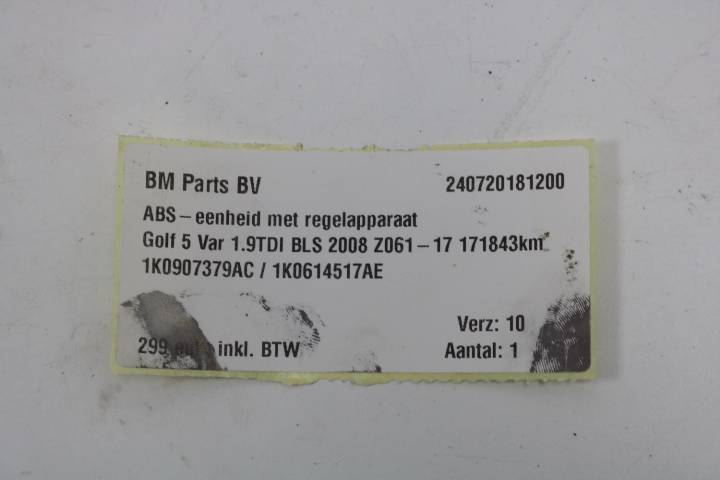 BM Parts BV 240720181200
ABS - eenheid met regelapparaat
Golf 5 Var 1.9TDI BLS 2008 Z061 - 17 171843km
1K0907379AC / 1K0614517AE
Verz: 10
299 inkl. BTW Aantal: 1